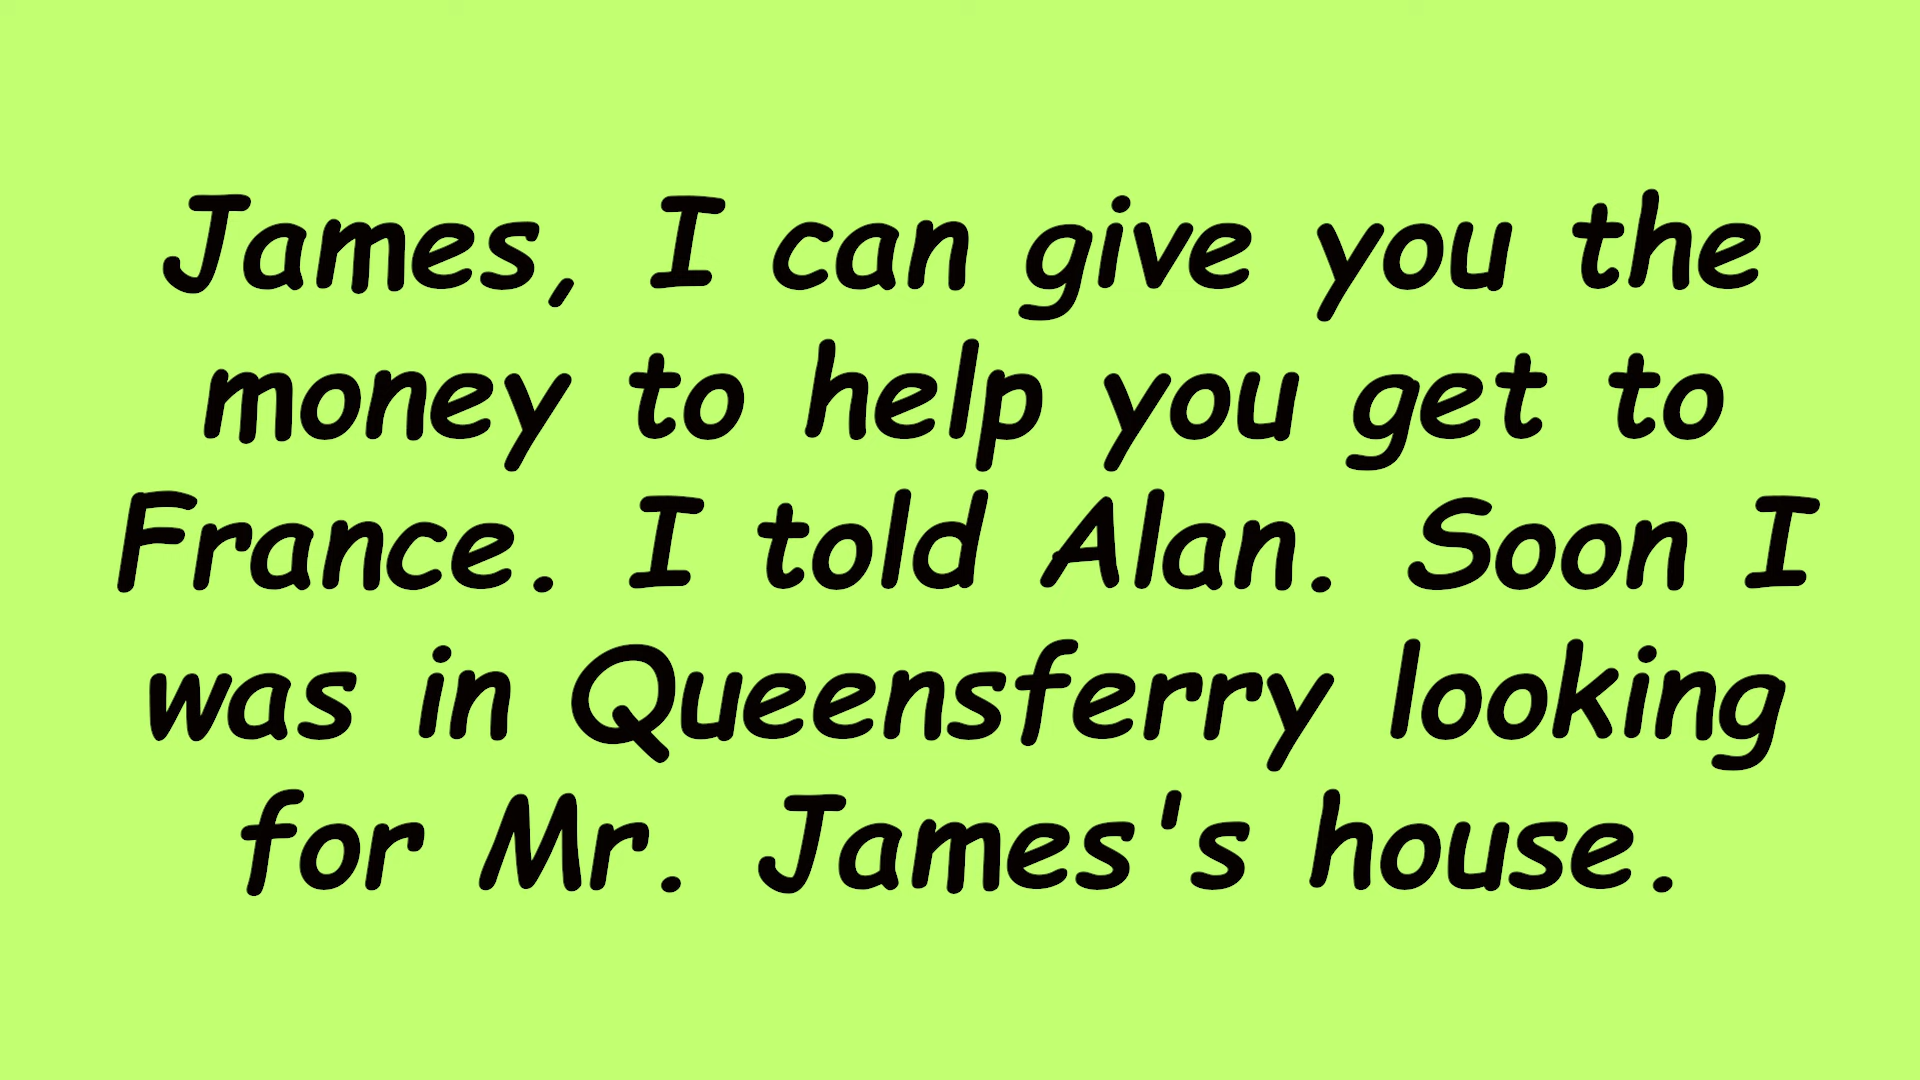 James, I can give you the
money to help you get to
France. I told Alan. Soon I
was in Queensferry looking
for Mr. James's house.